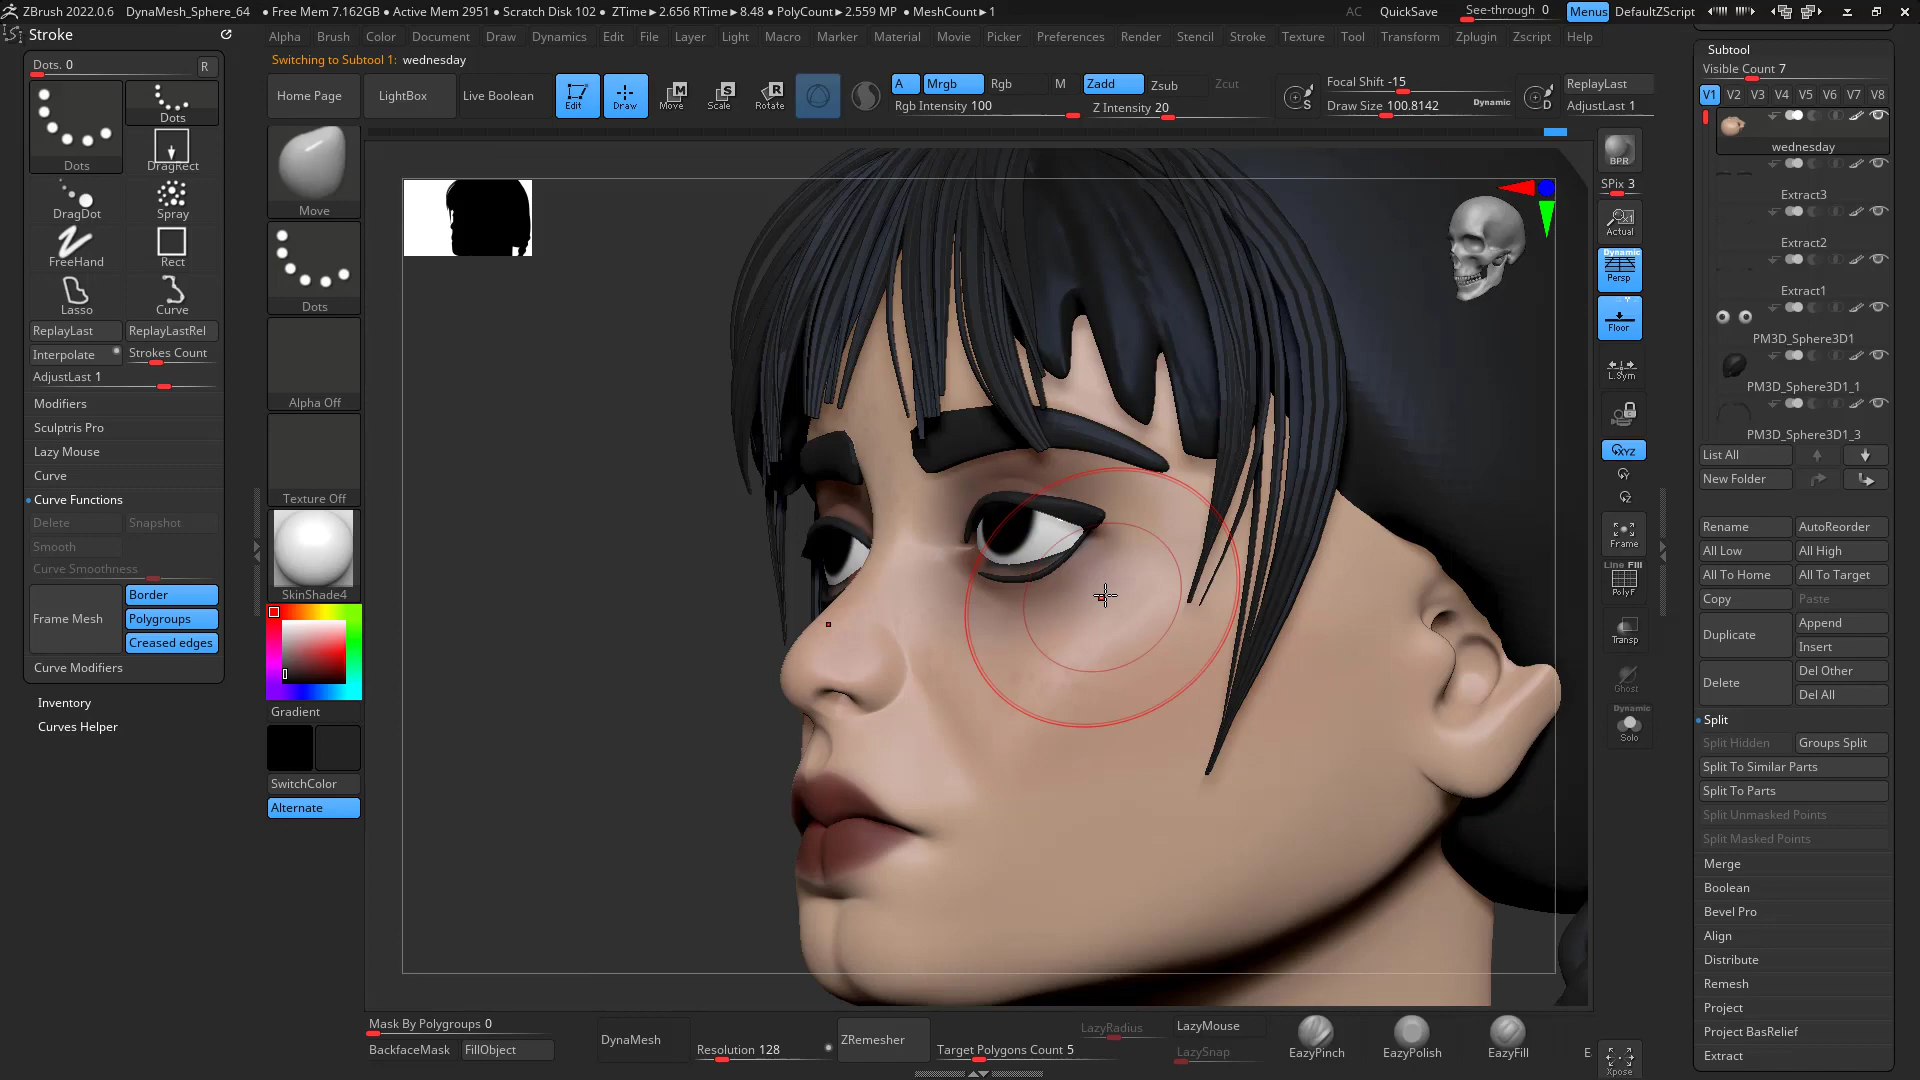 ZBrush 2022.0.6 DynaMesh_Sphere_64 ● Free Mem 7.162GB ● Active Mem 2951 ● Scratch Disk 102 ● ZTime►2.656 RTime►8.48 ● PolyCount►2.559 MP ● MeshCount►1 AC QuickSave See-through 0 Menus DefaultZScript
Stroke
Alpha Brush Color Document Draw Dynamics Edit File Layer Light Macro Marker Material Movie Picker Preferences Render Stencil Stroke Texture Tool Transform Zplugin Zscript Help
Switching to Subtool 1: wednesday
Home Page LightBox Live Boolean Edit Draw Move Scale Rotate
A Mrgb Rgb M Zadd Zsub Zcut
Rgb Intensity 100 Z Intensity 20
Focal Shift -15
Draw Size 100.8142 Dynamic
ReplayLast
AdjustLast 1
Dots. 0 R
Dots Dots
DragRect
DragDot Spray
FreeHand Rect
Lasso Curve
ReplayLast ReplayLastRel
Interpolate Strokes Count
AdjustLast 1
Modifiers
Sculptris Pro
Lazy Mouse
Curve
Curve Functions
Delete Snapshot
Smooth
Curve Smoothness
Frame Mesh Border
Polygroups
Creased edges
Curve Modifiers
Inventory
Curves Helper
Move
Dots
Alpha Off
Texture Off
SkinShade4
Gradient
SwitchColor
Alternate
BPR
SPix 3
Actual
Dynamic
Persp
Floor
L.Sym
XYZ
Y
Z
Frame
Line Fill
PolyF
Transp
Ghost
Dynamic
Solo
Xpose
Subtool
Visible Count 7
V1 V2 V3 V4 V5 V6 V7 V8
wednesday
Extract3
Extract2
Extract1
PM3D_Sphere3D1
PM3D_Sphere3D1_1
PM3D_Sphere3D1_3
List All
New Folder
Rename AutoReorder
All Low All High
All To Home All To Target
Copy Paste
Duplicate Append
Insert
Delete Del Other
Del All
Split
Split Hidden Groups Split
Split To Similar Parts
Split To Parts
Split Unmasked Points
Split Masked Points
Merge
Boolean
Bevel Pro
Align
Distribute
Remesh
Project
Project BasRelief
Extract
Mask By Polygroups 0
BackfaceMask FillObject
DynaMesh
Resolution 128
ZRemesher
Target Polygons Count 5
LazyRadius
LazyMouse
LazySnap
EazyPinch EazyPolish EazyFill E